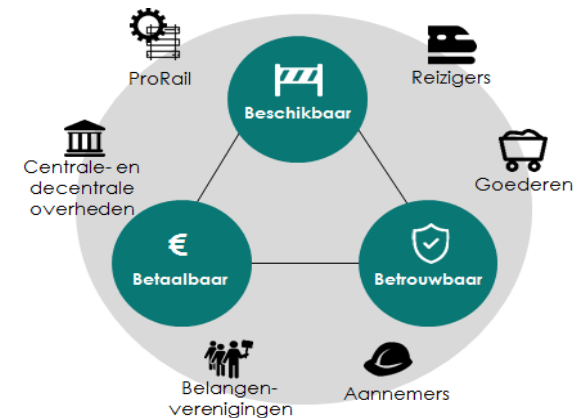 ProRail
Reizigers
Beschikbaar
Centrale- en
decentrale
overheden
Goederen
€
Betaalbaar
Betrouwbaar
Belangen-
verenigingen
Aannemers